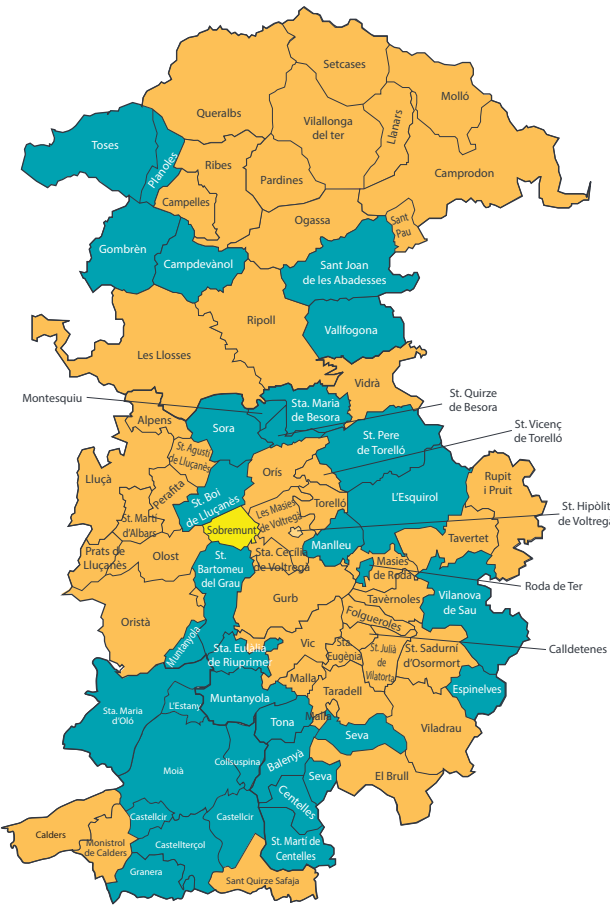 Setcases
Molló
Queralbs
Vilallonga
del ter
Llanars
Toses
Planoles
Ribes
Pardines
Camprodon
Campelles
Ogassa
Sant
Pau
Gombrèn
Campdevànol
Sant Joan
de les Abadesses
Ripoll
Vallfogona
Les Llosses
Vidrà
Montesquiu
Sta. Maria
de Besora
St. Quirze
de Besora
Alpens
Sora
St. Pere
de Torelló
St. Vicenç
de Torelló
St. Agustí
de Lluçanès
Lluçà
Perafita
St. Boi
de Lluçanès
Orís
L'Esquirol
Rupit
i Pruit
Les Masies
de Voltregà
Torelló
St. Hipòlit
de Voltregà
St. Martí
d'Albars
Sobremunt
Manlleu
Tavertet
Prats de
Lluçanès
Olost
St.
Bartomeu
del Grau
Sta. Cecília
de Voltregà
Masies
de Roda
Roda de Ter
Gurb
Tavèrnoles
Vilanova
de Sau
Oristà
Folgueroles
Muntanyola
Sta. Eulàlia
de Riuprimer
Vic
Sta.
Eugènia
St. Julià
de
Vilatorta
St. Sadurní
d'Osormort
Calldetenes
Malla
Sta. Maria
d'Oló
L'Estany
Muntanyola
Taradell
Espinelves
Malla
Tona
Seva
Viladrau
Moià
Collsuspina
Balenyà
Seva
El Brull
Centelles
Castellcir
Castellcir
Calders
Monistrol
de Calders
Castellterçol
St. Martí de
Centelles
Granera
Sant Quirze Safaja